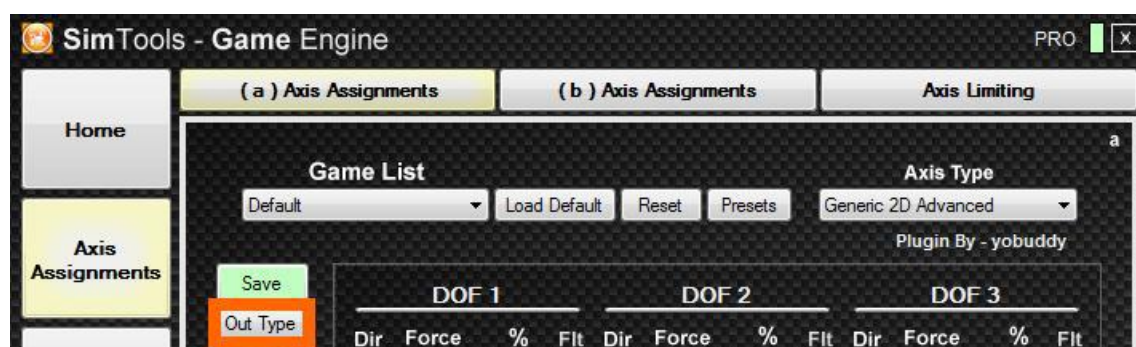 SimTools - Game Engine PRO X
( a ) Axis Assignments ( b ) Axis Assignments Axis Limiting
Home
a
Game List Axis Type
Default Load Default Reset Presets Generic 2D Advanced
Plugin By - yobuddy
Axis
Assignments
Save
DOF 1 DOF 2 DOF 3
Out Type
Dir Force % Flt Dir Force % Flt Dir Force % Flt